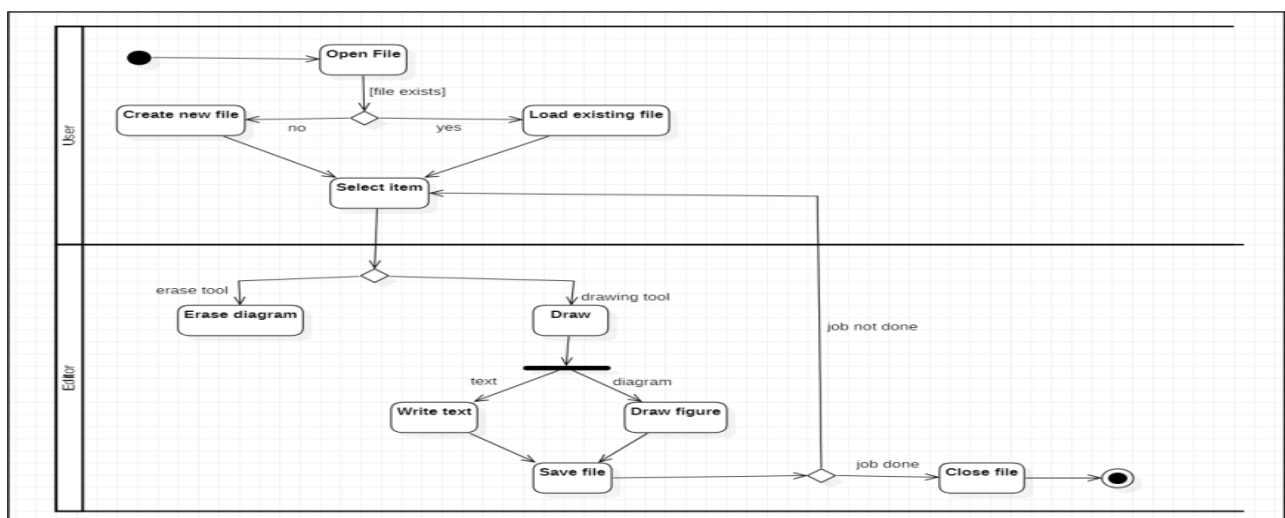 Open File
[file exists]
Create new file
Load existing file
no
yes
User
Select item
erase tool
drawing tool
Erase diagram
Draw
job not done
Editor
text
diagram
Write text
Draw figure
job done
Save file
Close file